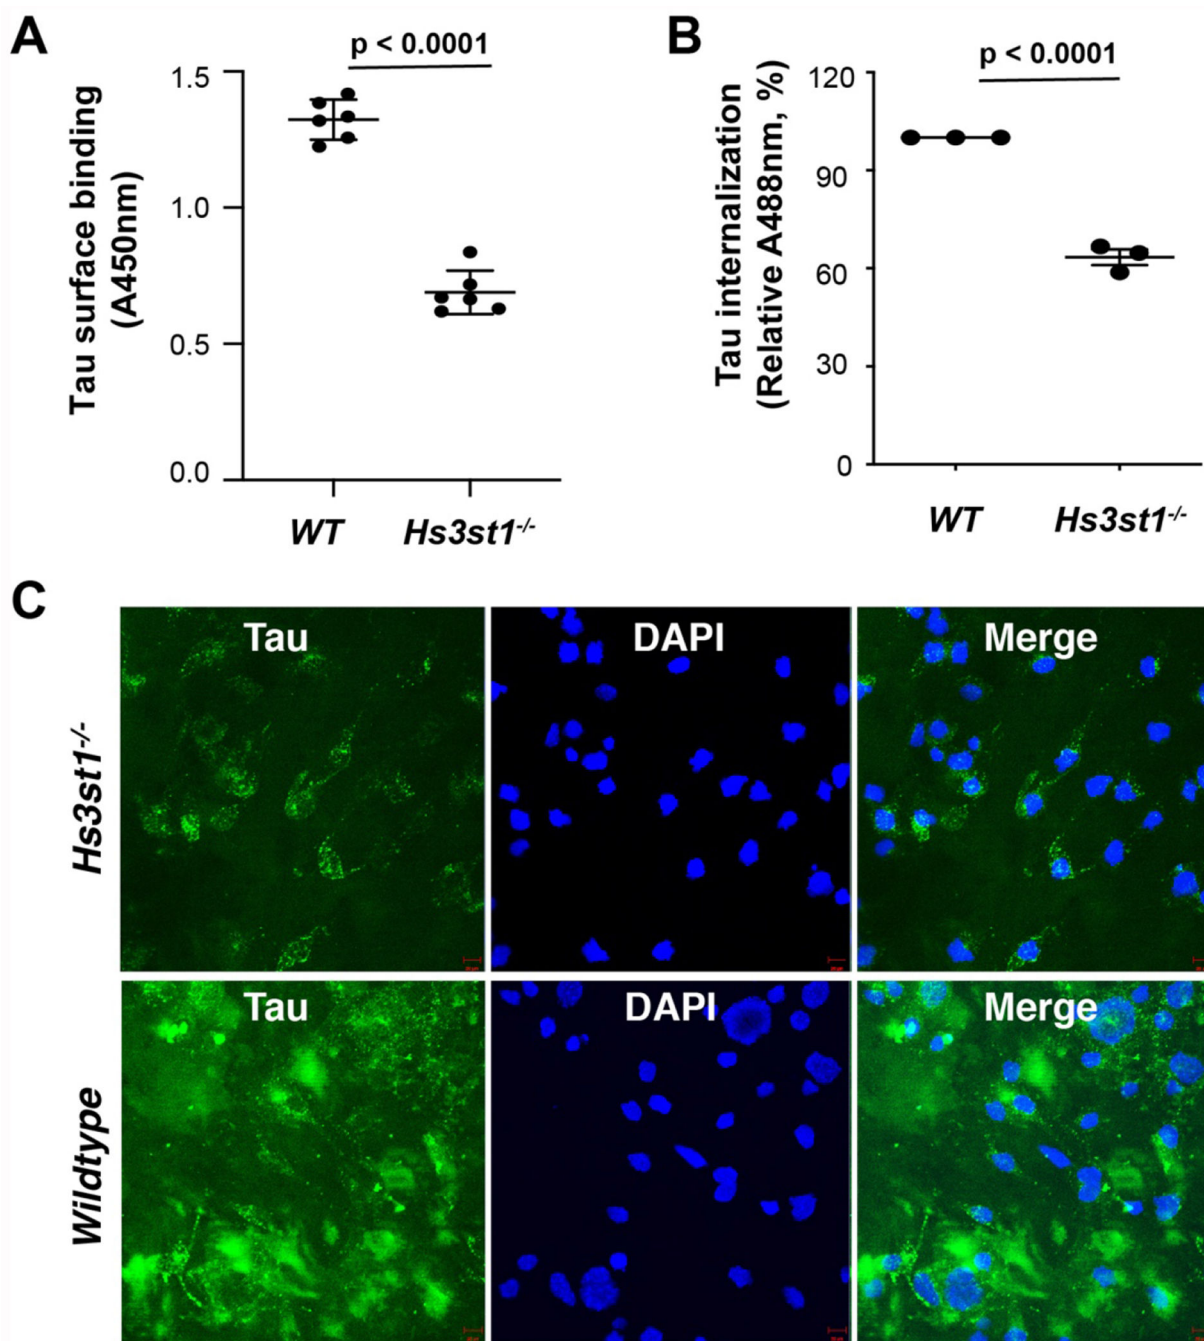 A
p < 0.0001
Tau surface binding
(A450nm)
1.5
1.0
0.5
0.0
WT
Hs3st1-/-
B
p < 0.0001
Tau internalization
(Relative A488nm, %)
120
90
60
30
0
WT
Hs3st1-/-
C
Hs3st1-/-
Tau
DAPI
Merge
Wildtype
Tau
DAPI
Merge